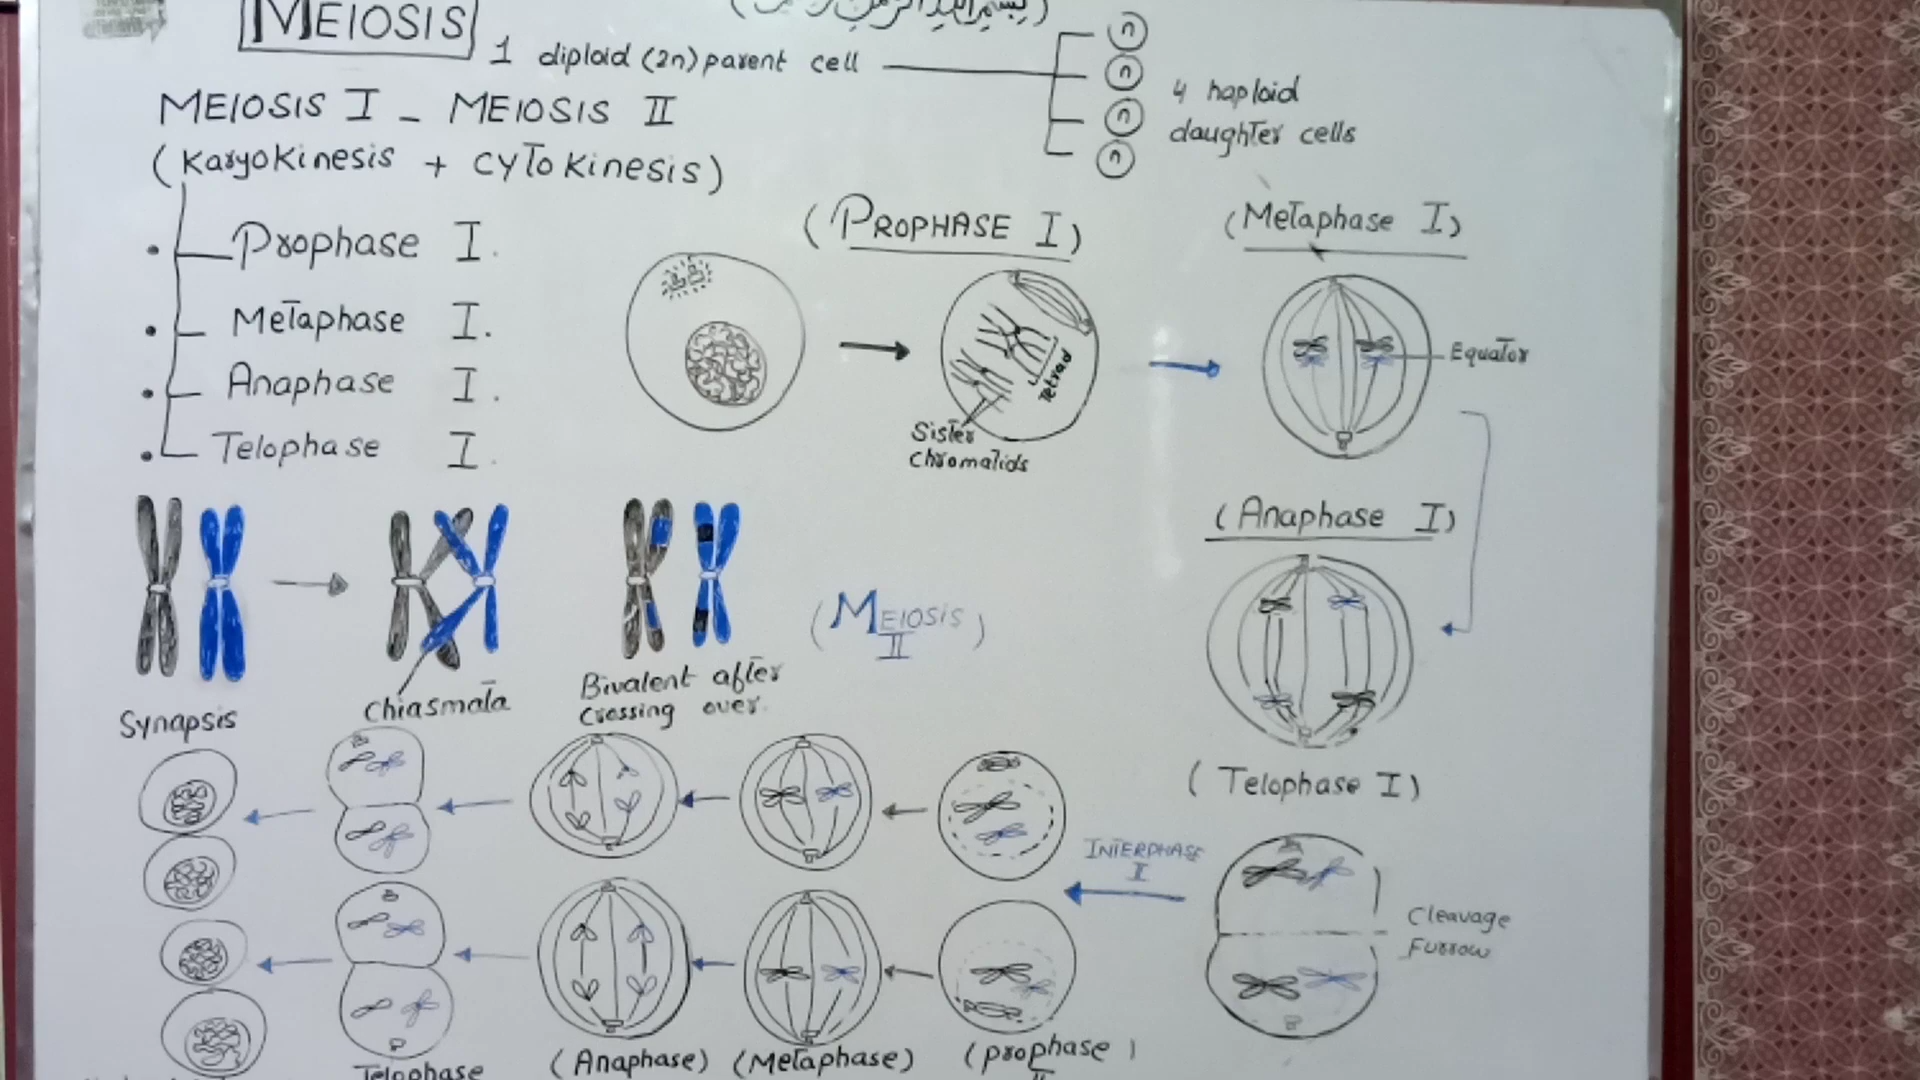 MEIOSIS
1 diploid (2n) parent cell
n
n
n
n
4 haploid
daughter cells
MEIOSIS I - MEIOSIS II
(Karyokinesis + Cytokinesis)
• Prophase I.
• Metaphase I.
• Anaphase I.
• Telophase I.
(PROPHASE I)
Tetrad
Sister
chromatids
(Metaphase I)
Equator
(Anaphase I)
Synapsis
Chiasmata
Bivalent after
Crossing over.
(MEIOSIS
II)
(Telophase I)
Cleavage
Furrow
INTERPHASE
I
(prophase)
II
(Metaphase)
(Anaphase)
Telophase